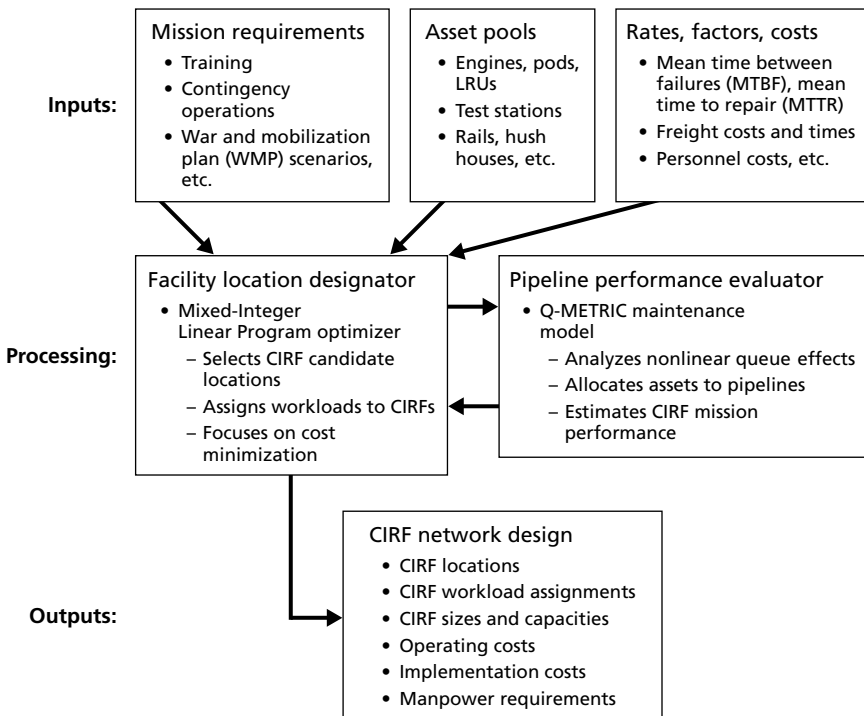 Inputs:
Mission requirements
• Training
• Contingency
operations
• War and mobilization
plan (WMP) scenarios,
etc.
Asset pools
• Engines, pods,
LRUs
• Test stations
• Rails, hush
houses, etc.
Rates, factors, costs
• Mean time between
failures (MTBF), mean
time to repair (MTTR)
• Freight costs and times
• Personnel costs, etc.
Processing:
Facility location designator
• Mixed-Integer
Linear Program optimizer
– Selects CIRF candidate
locations
– Assigns workloads to CIRFs
– Focuses on cost
minimization
Pipeline performance evaluator
• Q-METRIC maintenance
model
– Analyzes nonlinear queue effects
– Allocates assets to pipelines
– Estimates CIRF mission
performance
Outputs:
CIRF network design
• CIRF locations
• CIRF workload assignments
• CIRF sizes and capacities
• Operating costs
• Implementation costs
• Manpower requirements